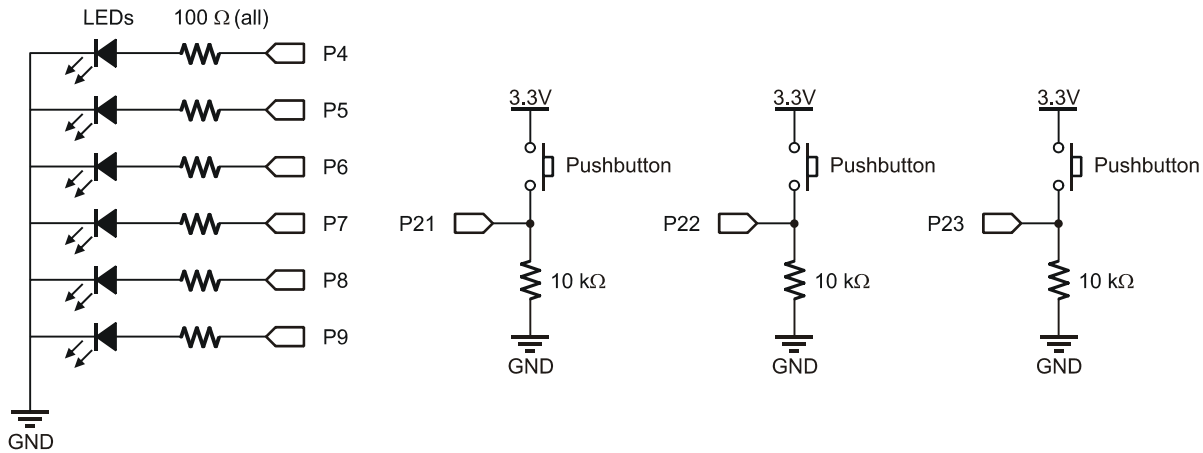 LEDs
100 Ω (all)
P4
P5
P6
P7
P8
P9
GND
3.3V
Pushbutton
P21
10 kΩ
GND
3.3V
Pushbutton
P22
10 kΩ
GND
3.3V
Pushbutton
P23
10 kΩ
GND